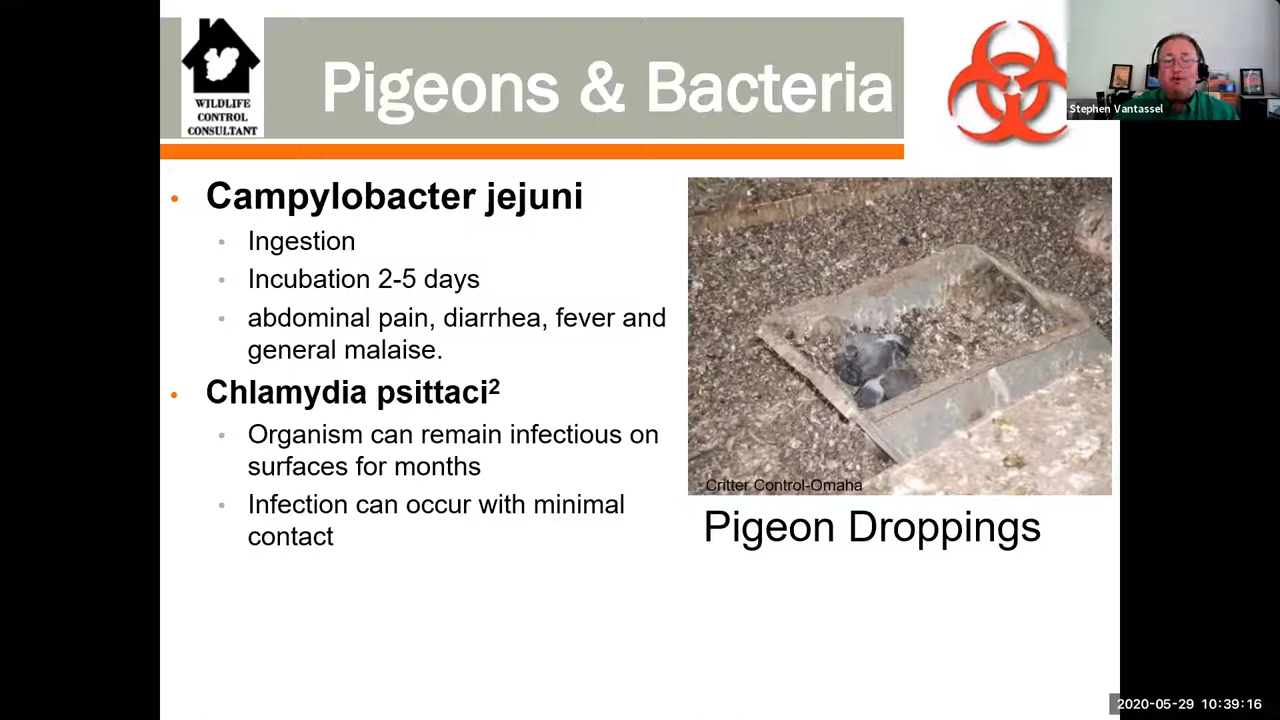 WILDLIFE
CONTROL
CONSULTANT
Pigeons & Bacteria
Stephen Vantassel
• Campylobacter jejuni
• Ingestion
• Incubation 2-5 days
• abdominal pain, diarrhea, fever and
general malaise.
• Chlamydia psittaci²
• Organism can remain infectious on
surfaces for months
• Infection can occur with minimal
contact
Critter Control-Omaha
Pigeon Droppings
2020-05-29 10:39:16